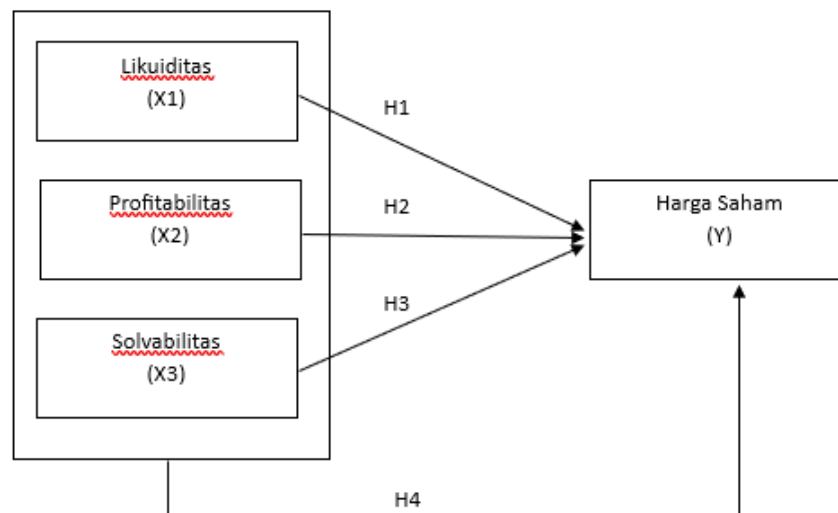 Likuiditas
(X1)
H1
Profitabilitas
(X2)
H2
Harga Saham
(Y)
H3
Solvabilitas
(X3)
H4